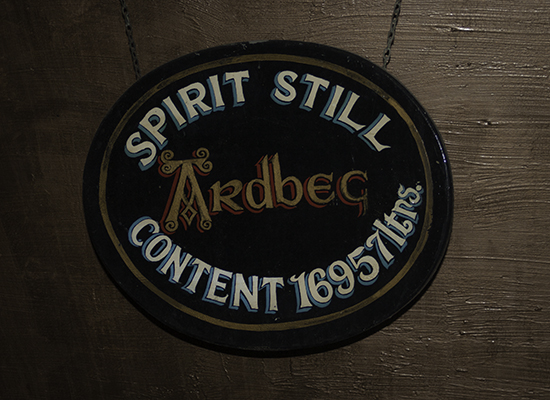 SPIRIT STILL
Ardbeg
CONTENT 16957ltrs.